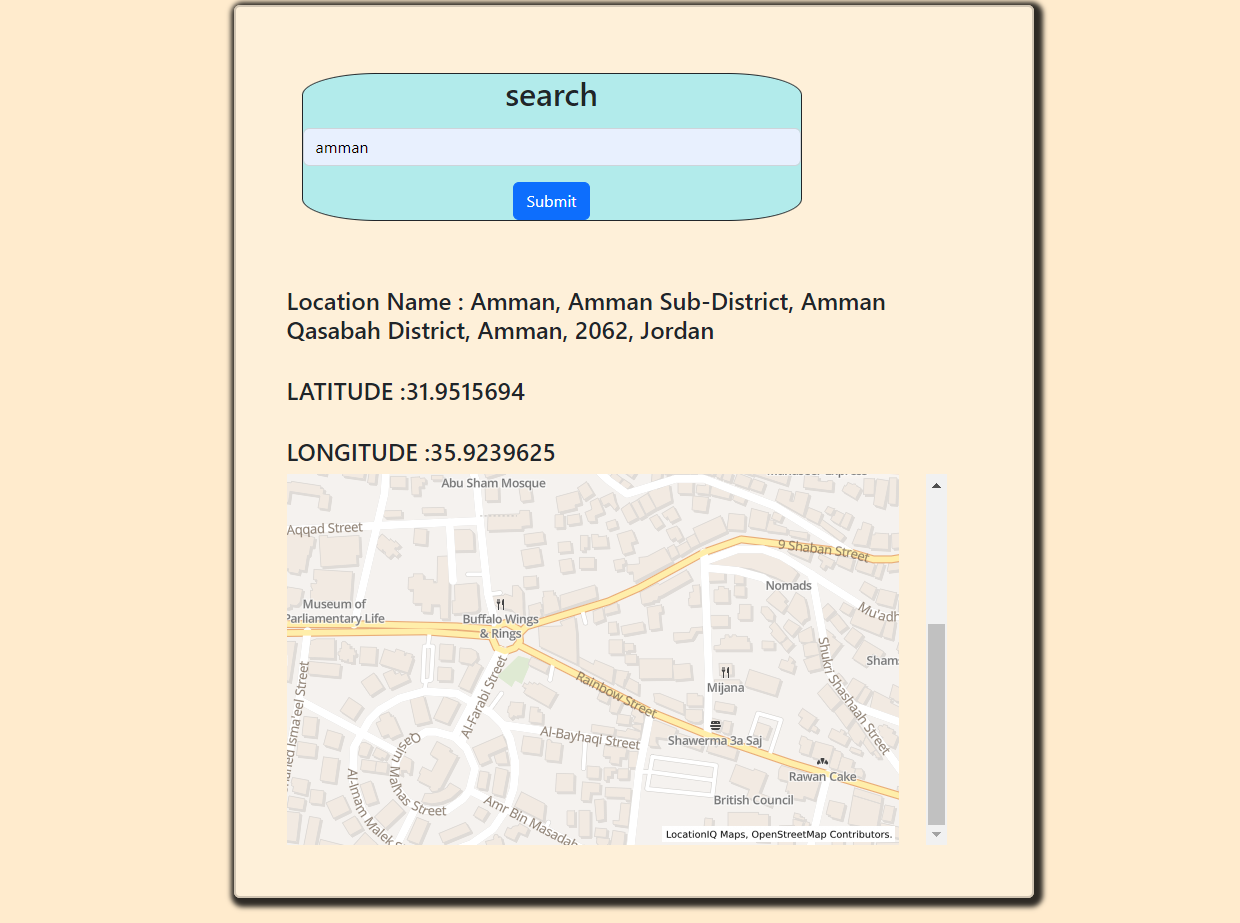 search
amman
Submit
Location Name : Amman, Amman Sub-District, Amman
Qasabah District, Amman, 2062, Jordan
LATITUDE :31.9515694
LONGITUDE :35.9239625
Abu Sham Mosque
Aqqad Street
9 Shaban Street
Nomads
Museum of
Parliamentary Life
Buffalo Wings
& Rings
Mu'adh
Shukri Shashaah Street
Shams
Rainbow Street
Mijana
Isma'eel Street
Al-Farabi Street
Al-Bayhaqi Street
Shawerma 3a Saj
Qasim Malhas Street
Rawan Cake
Al-Imam Malek
British Council
Amr Bin Masadah
LocationIQ Maps, OpenStreetMap Contributors.